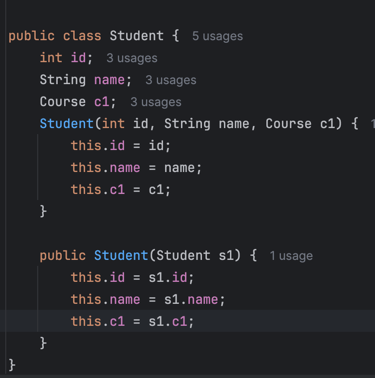 public class Student { 5 usages
int id; 3 usages
String name; 3 usages
Course c1; 3 usages
Student(int id, String name, Course c1) { 1
this.id = id;
this.name = name;
this.c1 = c1;
}
public Student(Student s1) { 1 usage
this.id = s1.id;
this.name = s1.name;
this.c1 = s1.c1;
}
}